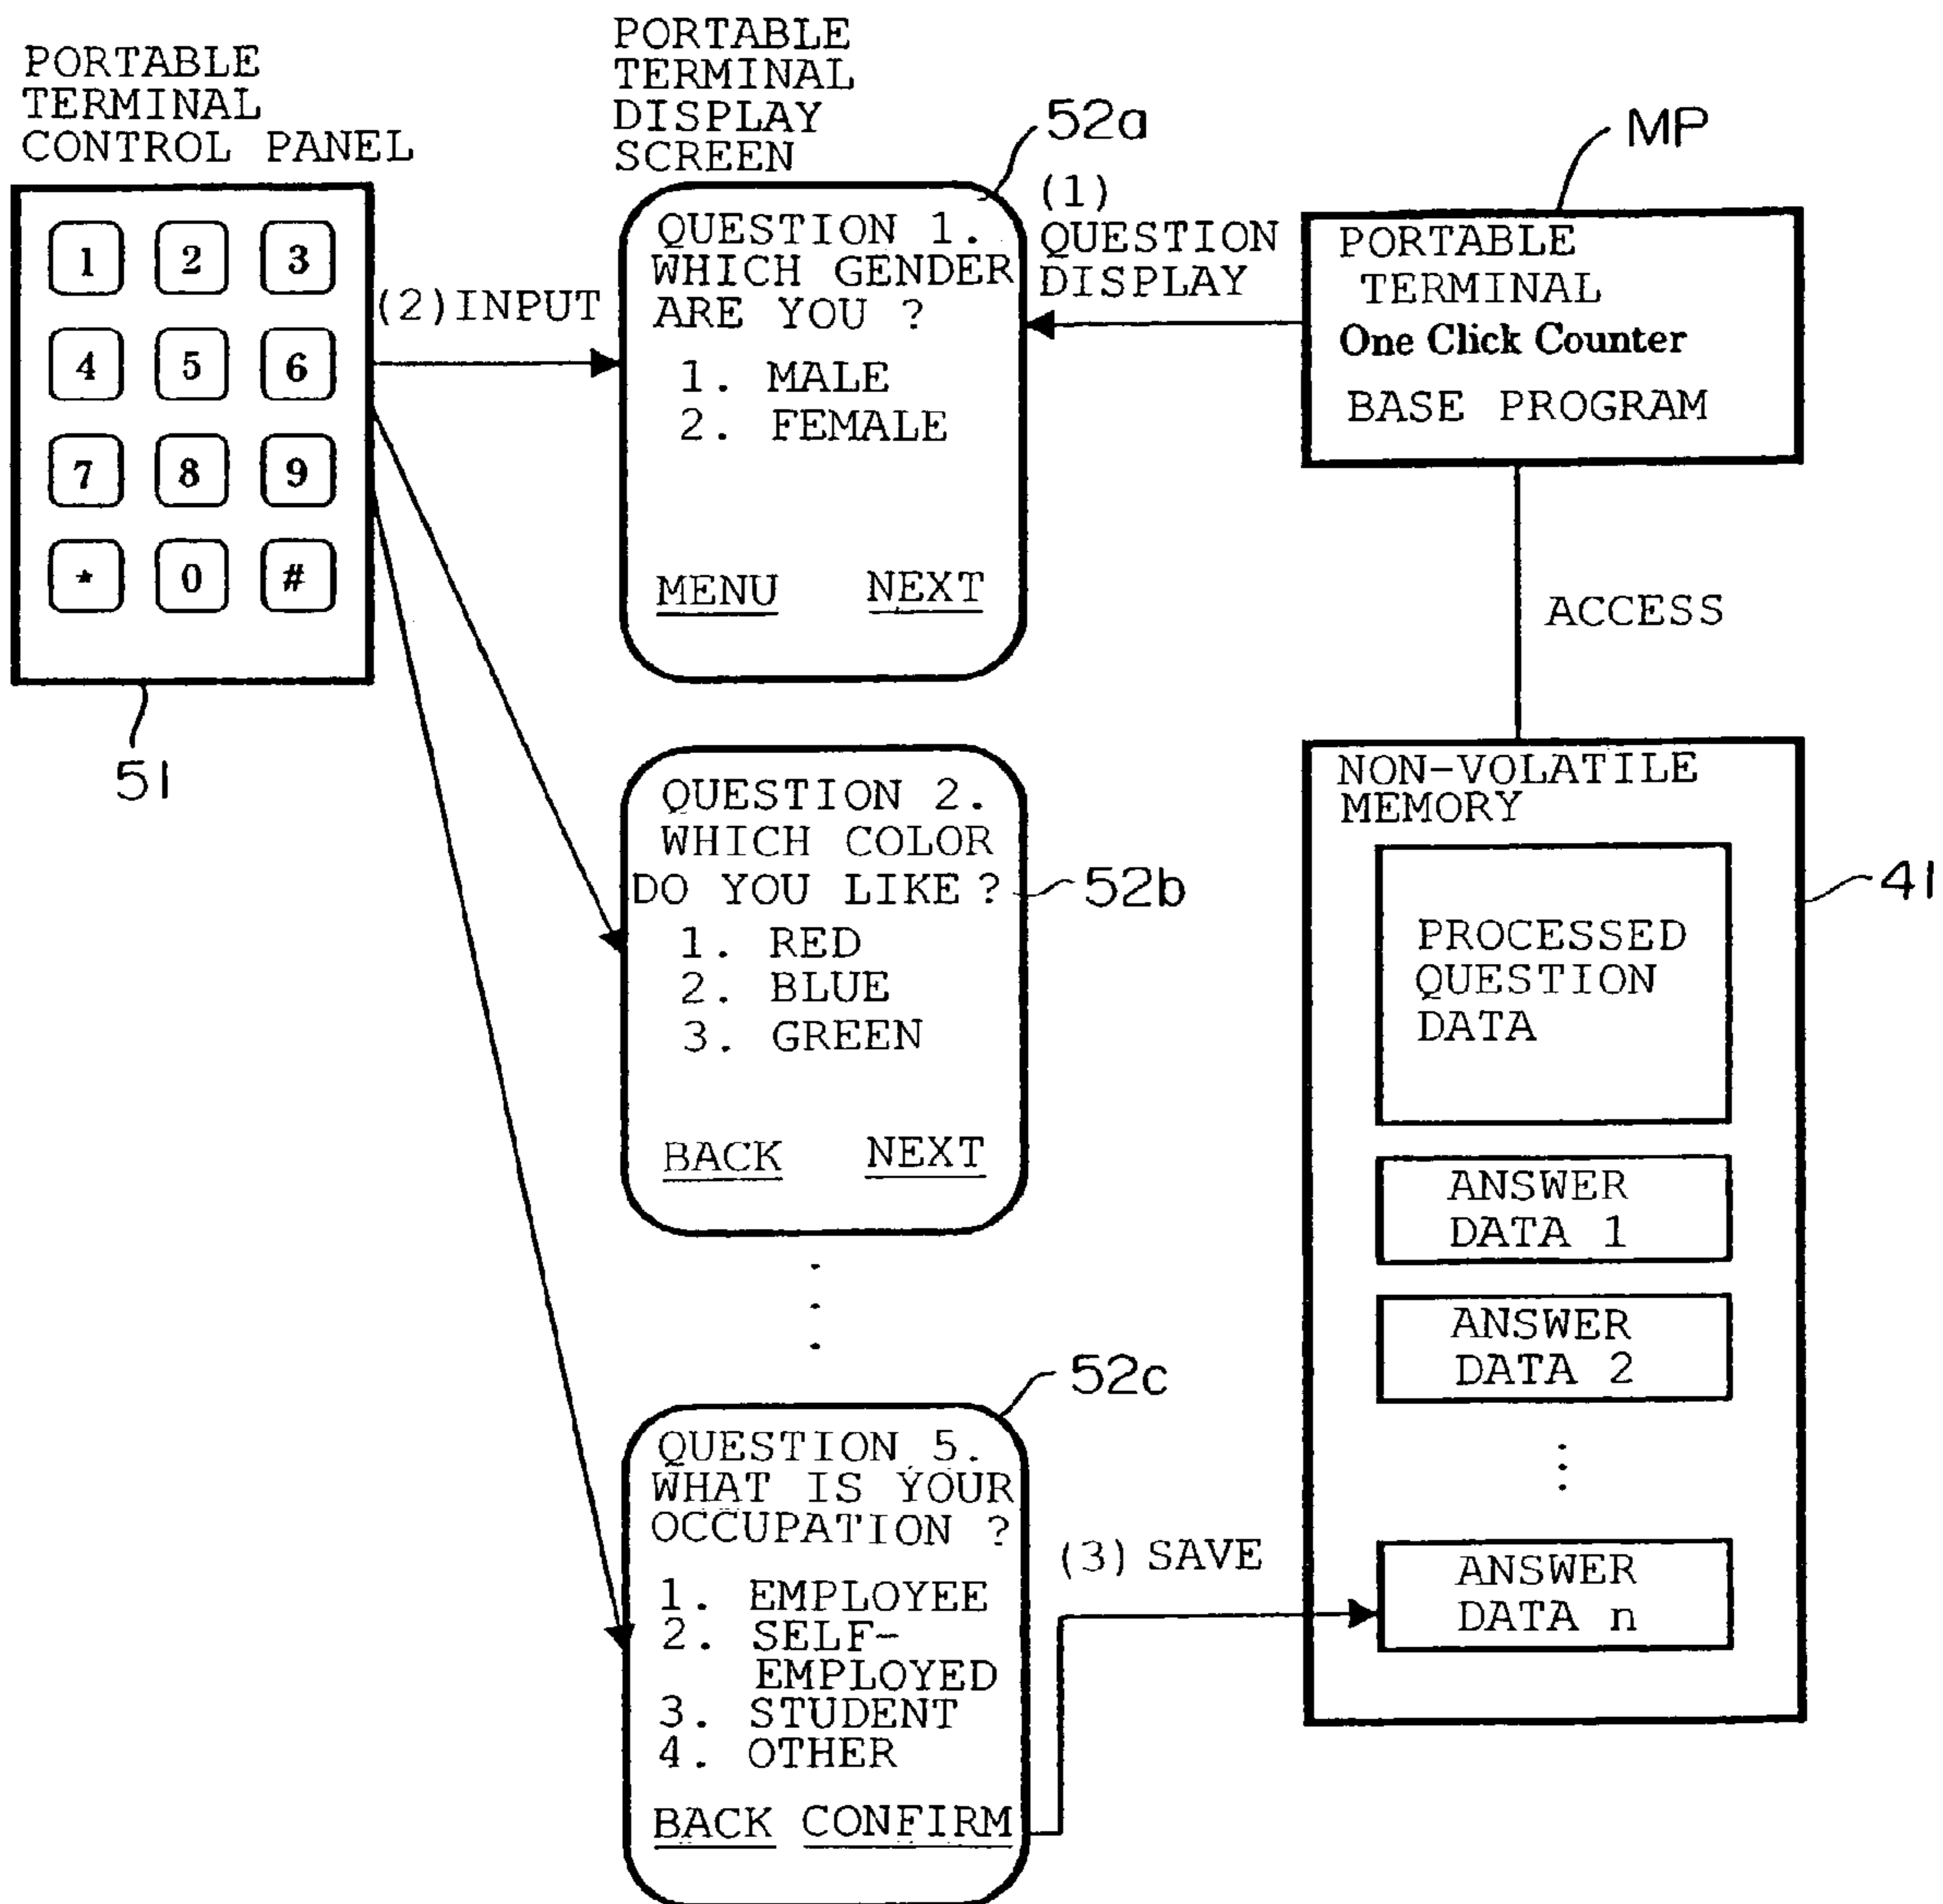 PORTABLE
TERMINAL
CONTROL PANEL
1 2 3
4 5 6
7 8 9
* 0 #
51
(2) INPUT
PORTABLE
TERMINAL
DISPLAY
SCREEN
52a
QUESTION 1.
WHICH GENDER
ARE YOU ?
1. MALE
2. FEMALE
MENU NEXT
(1)
QUESTION
DISPLAY
MP
PORTABLE
TERMINAL
One Click Counter
BASE PROGRAM
ACCESS
QUESTION 2.
WHICH COLOR
DO YOU LIKE ?
1. RED
2. BLUE
3. GREEN
BACK NEXT
52b
.
.
.
52c
QUESTION 5.
WHAT IS YOUR
OCCUPATION ?
1. EMPLOYEE
2. SELF-
EMPLOYED
3. STUDENT
4. OTHER
BACK CONFIRM
(3) SAVE
NON-VOLATILE
MEMORY
41
PROCESSED
QUESTION
DATA
ANSWER
DATA 1
ANSWER
DATA 2
.
.
.
ANSWER
DATA n